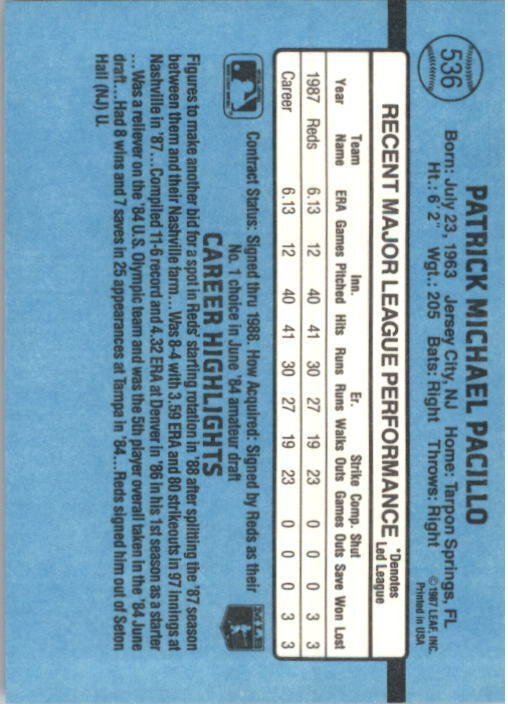 536
PATRICK MICHAEL PACILLO
Born: July 23, 1963 Jersey City, NJ Home: Tarpon Springs, FL
Ht.: 6' 2" Wgt.: 205 Bats: Right Throws: Right
© 1987 LEAF, INC.
Printed in USA
RECENT MAJOR LEAGUE PERFORMANCE
*Denotes
Led League
Team Inn. Er. Strike Comp. Shut
Year Name ERA Games Pitched Hits Runs Runs Walks Outs Games Outs Save Won Lost
1987 Reds 6.13 12 40 41 30 27 19 23 0 0 0 3 3
Career 6.13 12 40 41 30 27 19 23 0 0 0 3 3
Contract Status: Signed thru 1988. How Acquired: Signed by Reds as their
No. 1 choice in June '84 amateur draft
MLB
CAREER HIGHLIGHTS
Figures to make another bid for a spot in Reds' starting rotation in '88 after splitting the '87 season
between them and their Nashville farm...Was 8-4 with 3.59 ERA and 80 strikeouts in 97 innings at
Nashville in '87...Compiled 11-6 record and 4.32 ERA at Denver in '86 in his 1st season as a starter
...Was a reliever on the '84 U.S. Olympic team and was the 5th player overall taken in the '84 June
draft...Had 8 wins and 7 saves in 25 appearances at Tampa in '84...Reds signed him out of Seton
Hall (NJ) U.